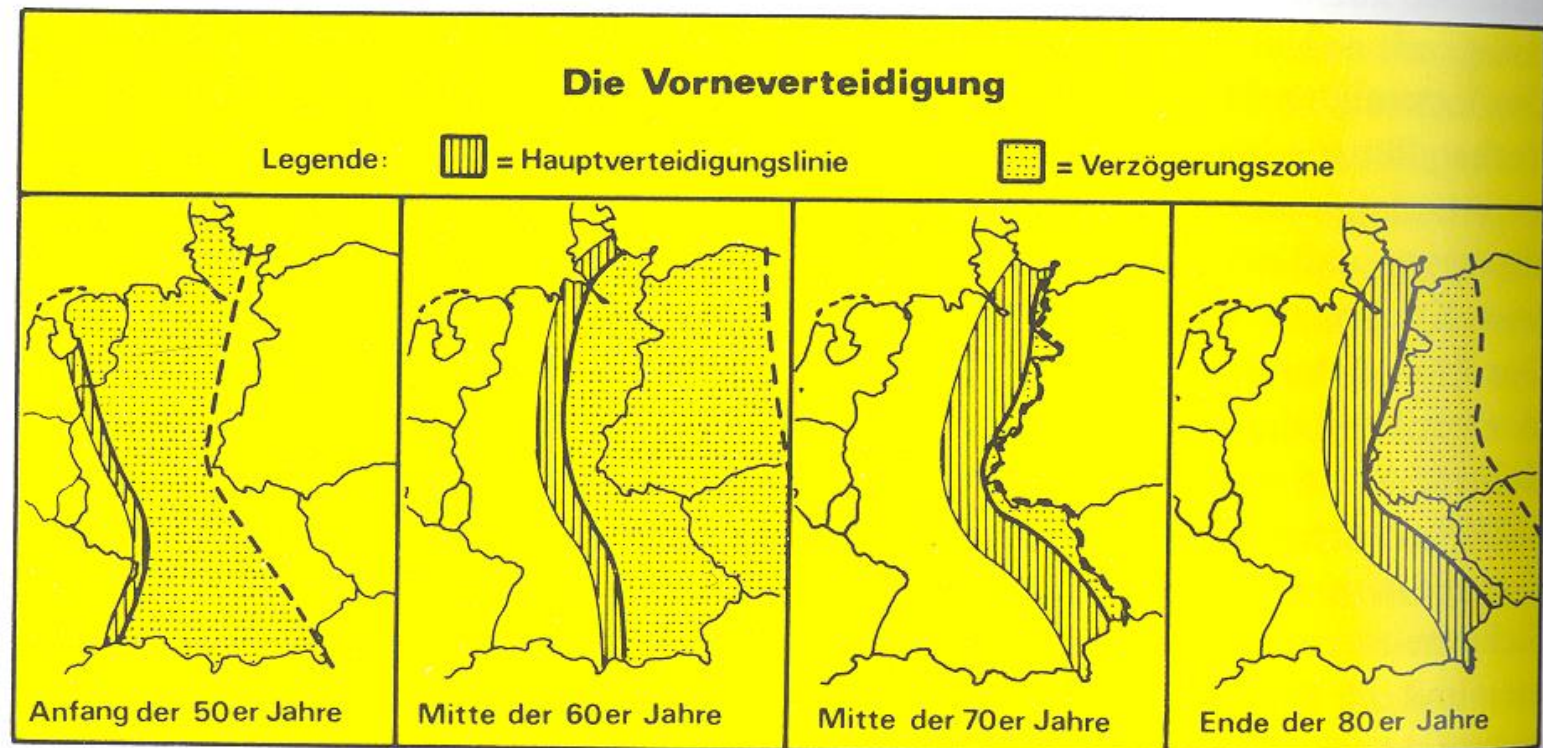 Die Vorneverteidigung
Legende: = Hauptverteidigungslinie = Verzögerungszone
Anfang der 50er Jahre
Mitte der 60er Jahre
Mitte der 70er Jahre
Ende der 80er Jahre